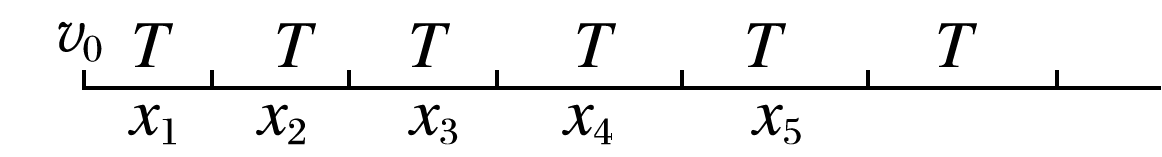 v₀ T T T T T T
x₁ x₂ x₃ x₄ x₅